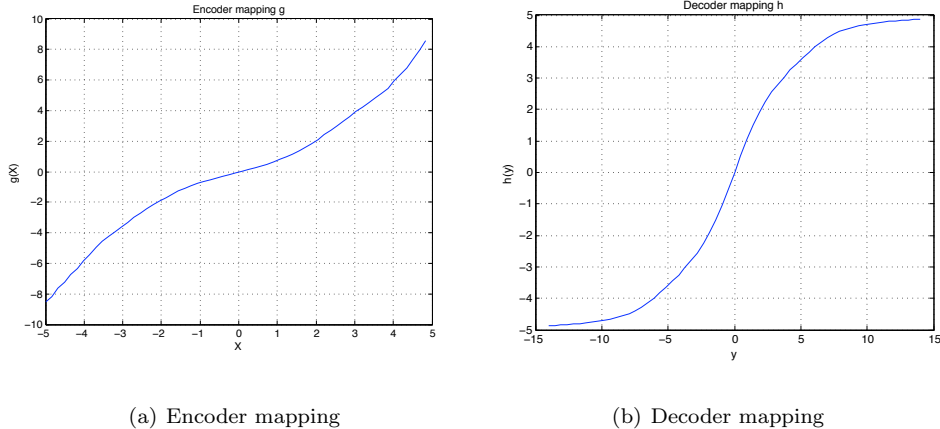 Encoder mapping g
10
8
6
4
2
0
−2
−4
−6
−8
−10
g(X)
−5 −4 −3 −2 −1 0 1 2 3 4 5
X
(a) Encoder mapping
Decoder mapping h
5
4
3
2
1
0
−1
−2
−3
−4
−5
h(y)
−15 −10 −5 0 5 10 15
y
(b) Decoder mapping